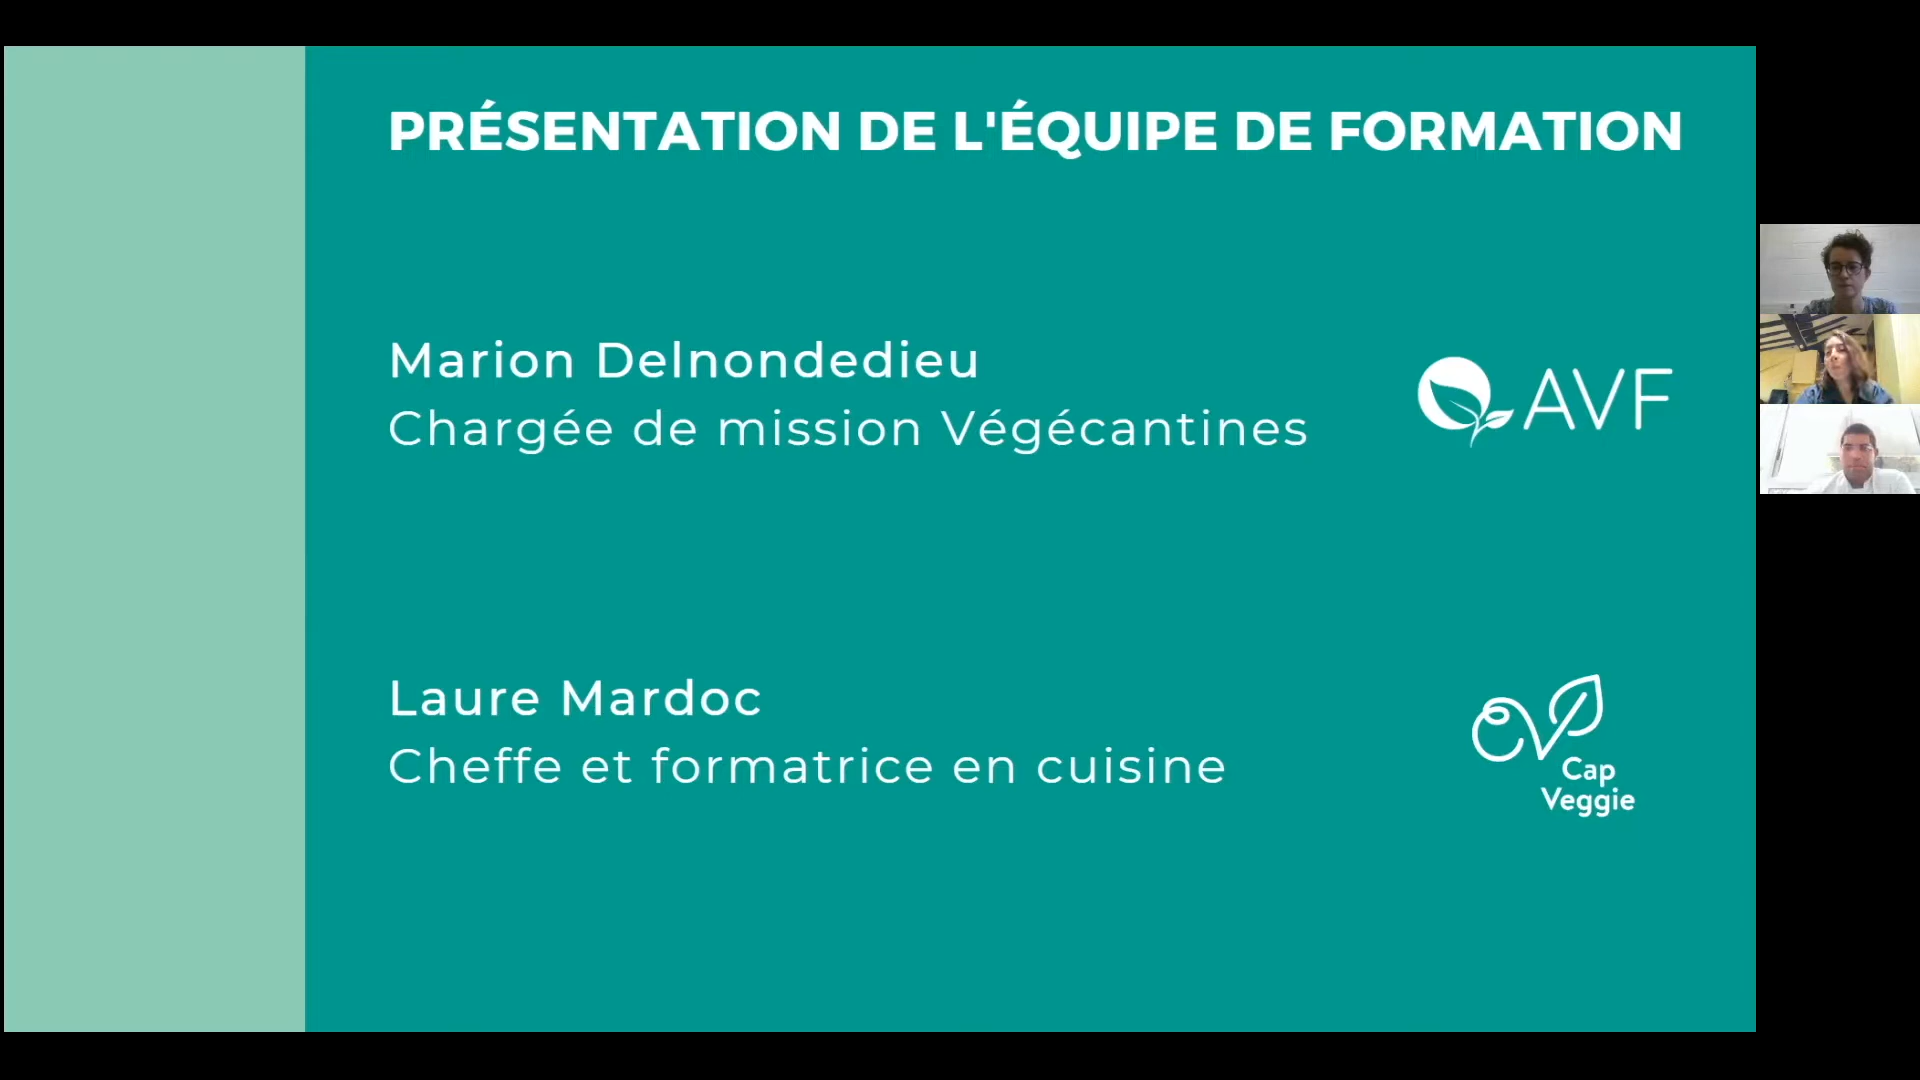 PRÉSENTATION DE L'ÉQUIPE DE FORMATION
Marion Delnondedieu
Chargée de mission Végécantines
AVF
Laure Mardoc
Cheffe et formatrice en cuisine
Cap
Veggie